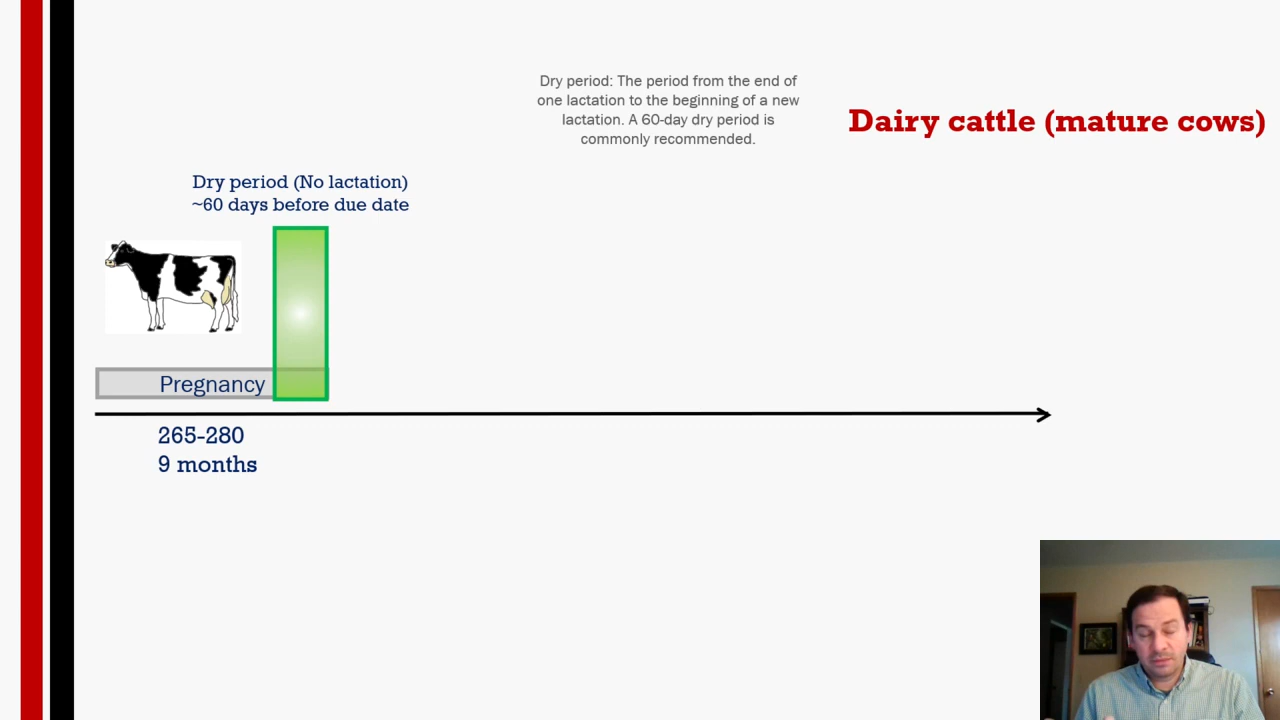 Dry period: The period from the end of
one lactation to the beginning of a new
lactation. A 60-day dry period is
commonly recommended.
Dairy cattle (mature cows)
Dry period (No lactation)
~60 days before due date
Pregnancy
265-280
9 months